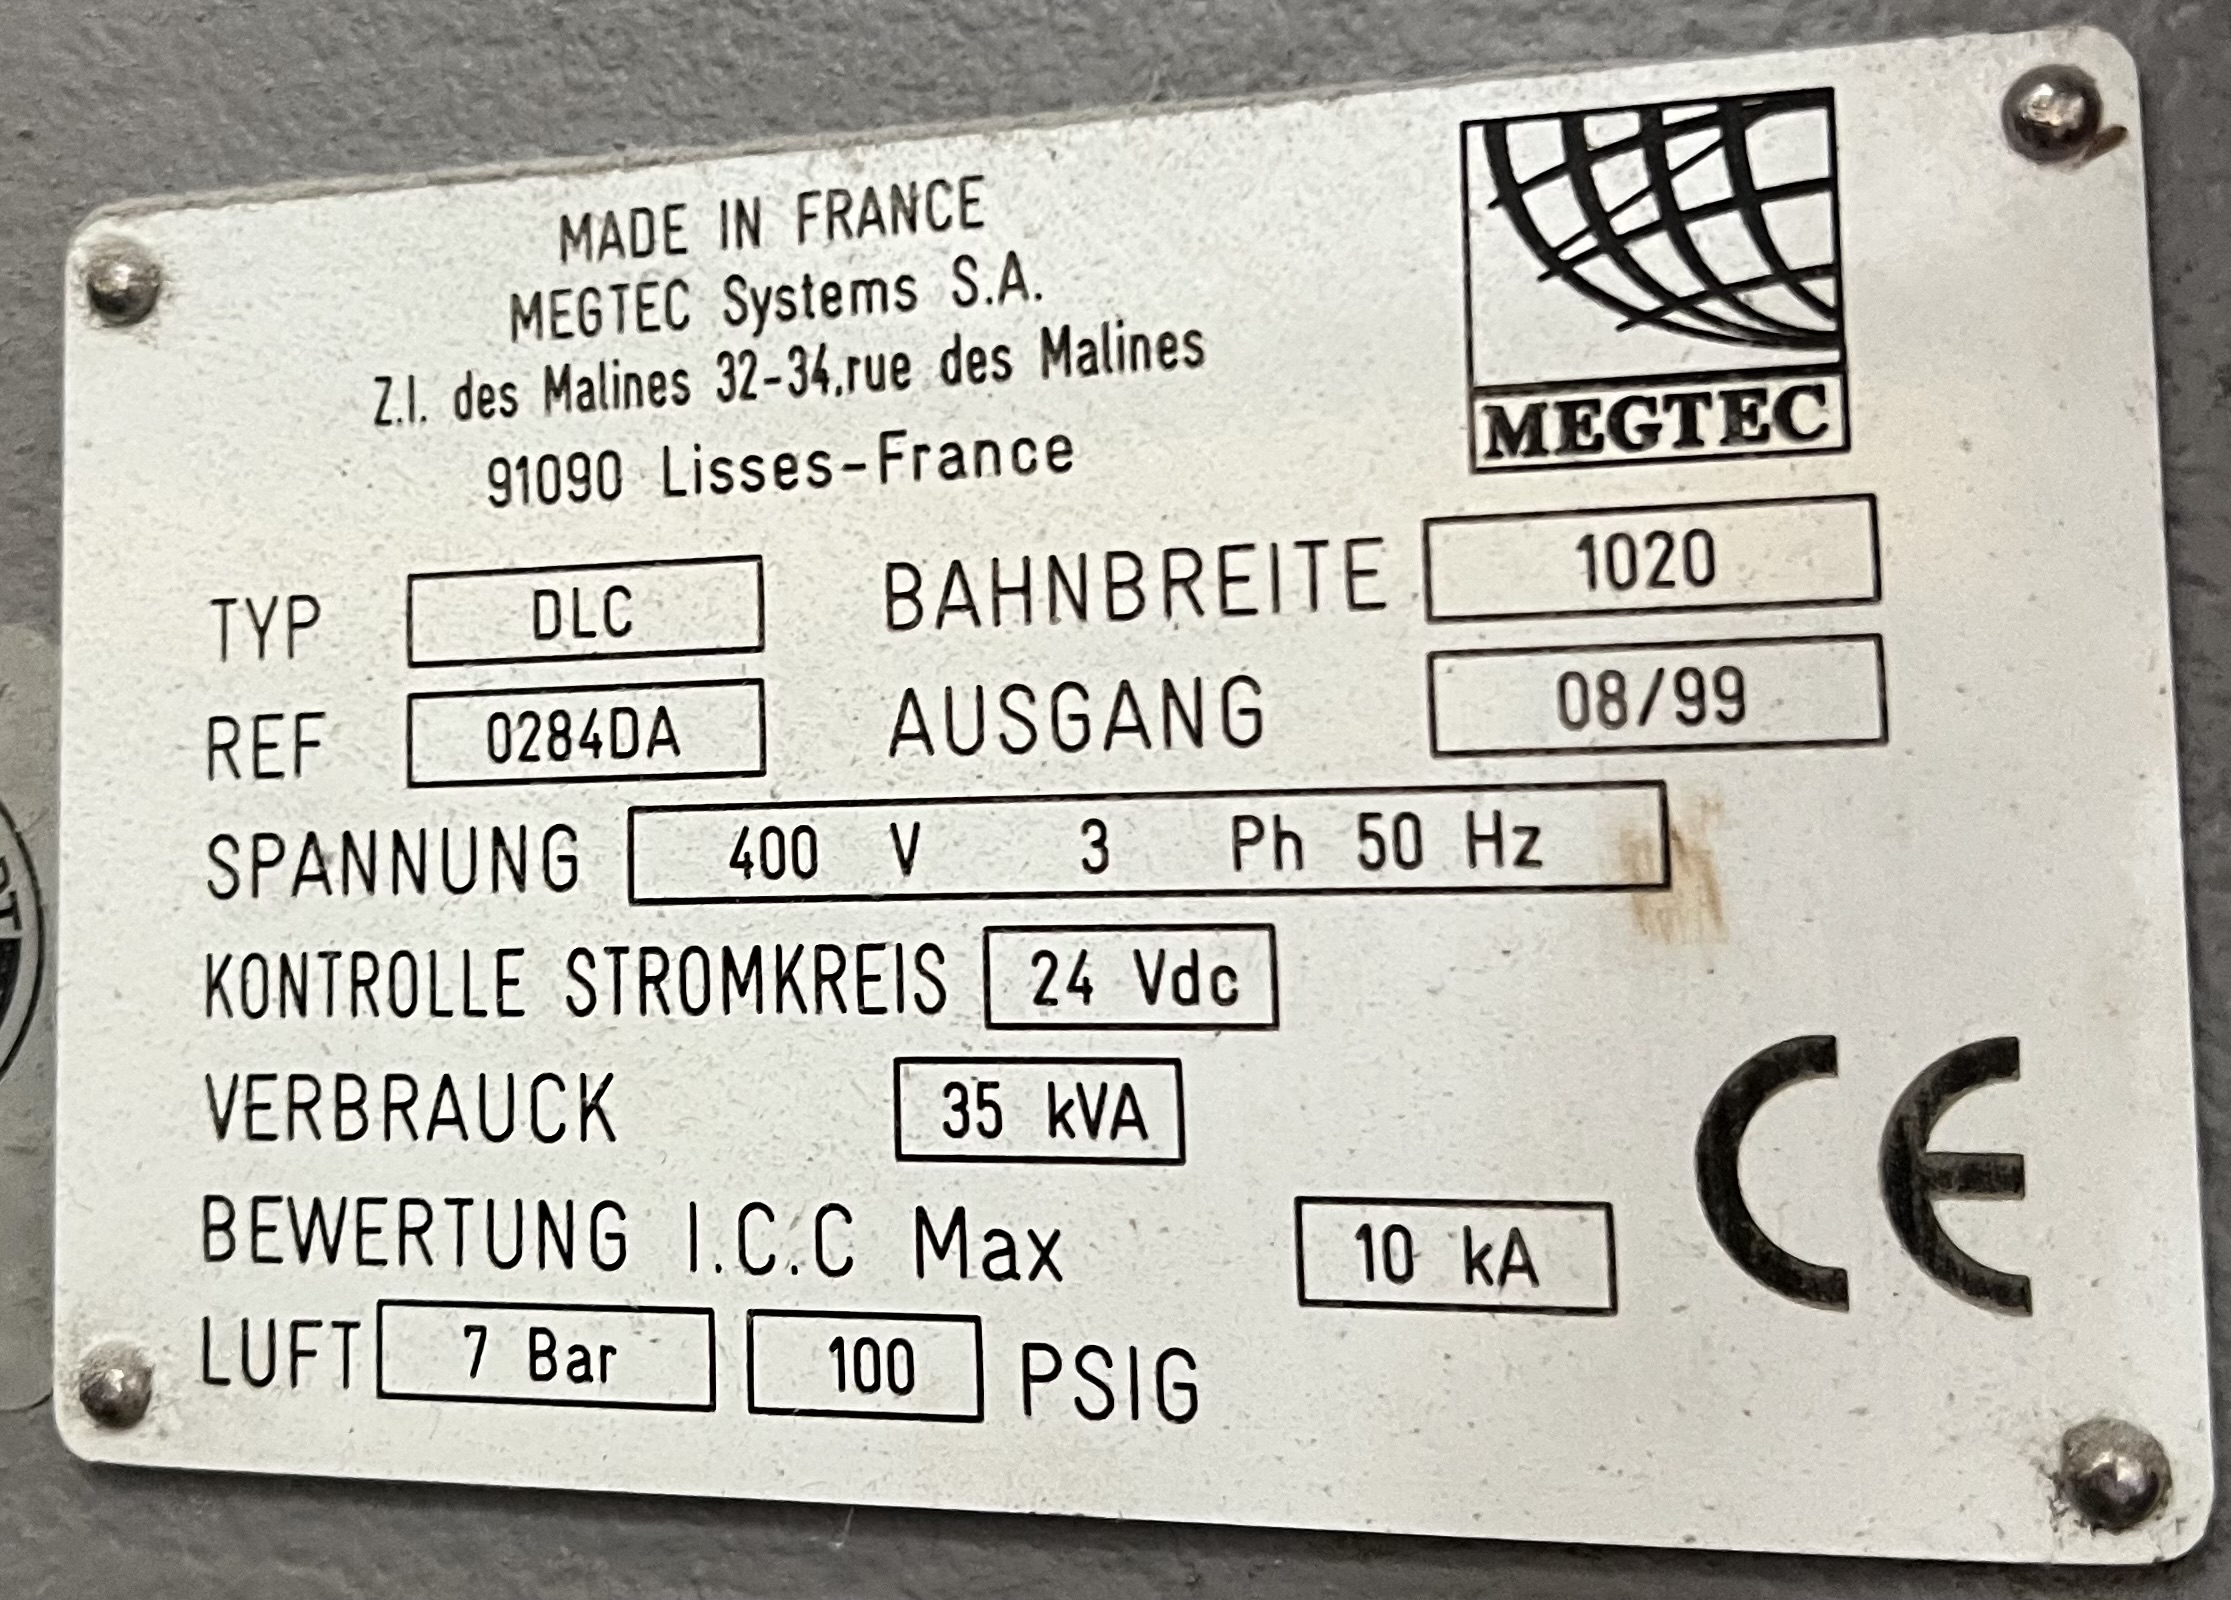 MADE IN FRANCE
MEGTEC Systems S.A.
Z.I. des Malines 32-34,rue des Malines
91090 Lisses-France
MEGTEC
TYP DLC BAHNBREITE 1020
REF 0284DA AUSGANG 08/99
SPANNUNG 400 V 3 Ph 50 Hz
KONTROLLE STROMKREIS 24 Vdc
VERBRAUCK 35 kVA
BEWERTUNG I.C.C Max 10 kA
LUFT 7 Bar 100 PSIG
CE